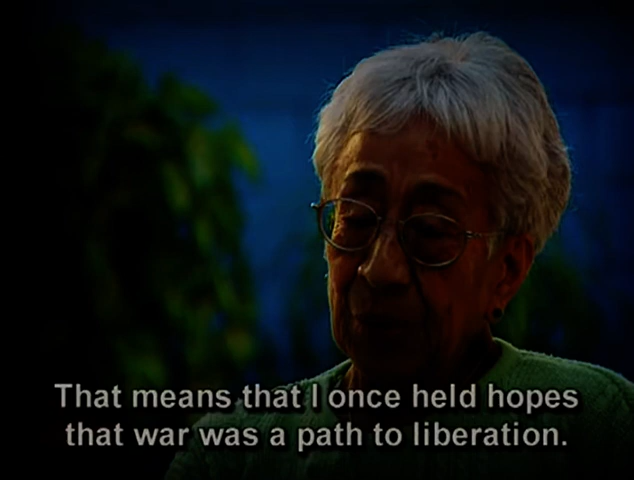 That means that I once held hopes
that war was a path to liberation.